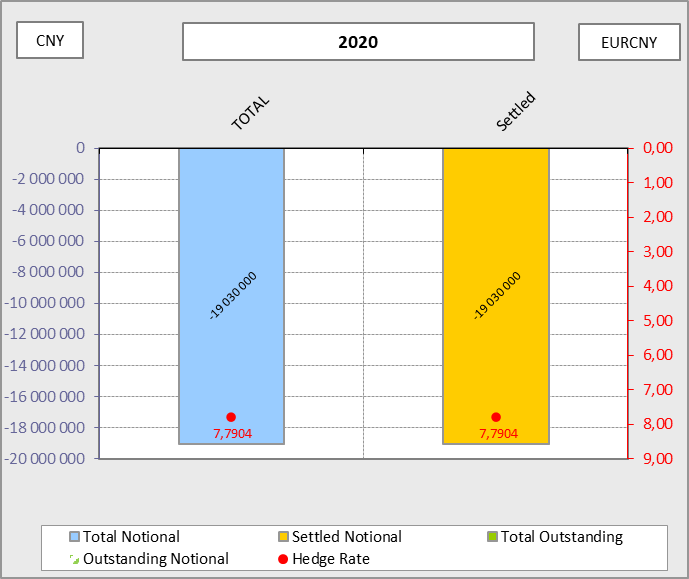 CNY
2020
EURCNY
TOTAL
Settled
0
-2 000 000
-4 000 000
-6 000 000
-8 000 000
-10 000 000
-12 000 000
-14 000 000
-16 000 000
-18 000 000
-20 000 000
-19 030 000
-19 030 000
7,7904
7,7904
0,00
1,00
2,00
3,00
4,00
5,00
6,00
7,00
8,00
9,00
Total Notional
Settled Notional
Total Outstanding
Outstanding Notional
Hedge Rate